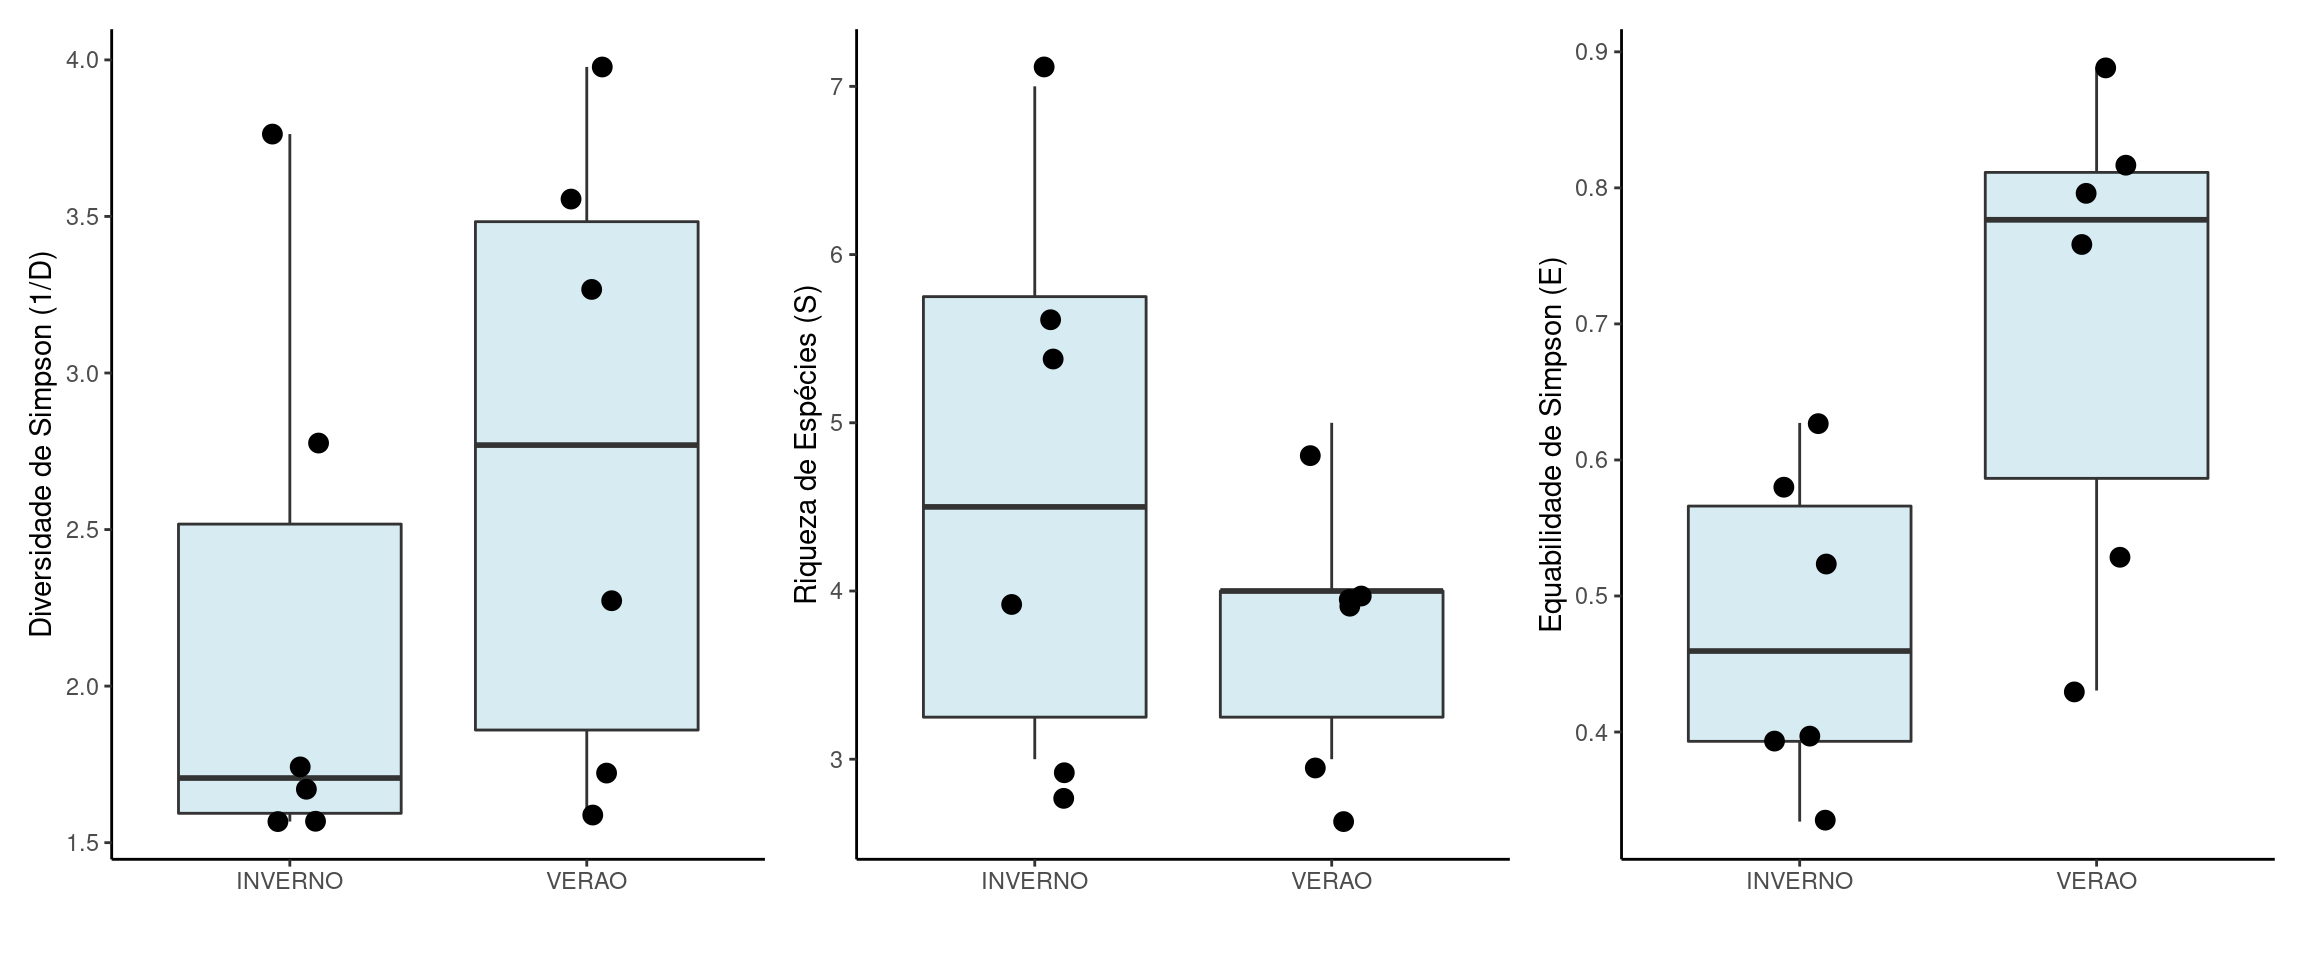 Diversidade de Simpson (1/D)
4.0
3.5
3.0
2.5
2.0
1.5
INVERNO VERAO
Riqueza de Espécies (S)
7
6
5
4
3
INVERNO VERAO
Equabilidade de Simpson (E)
0.9
0.8
0.7
0.6
0.5
0.4
INVERNO VERAO